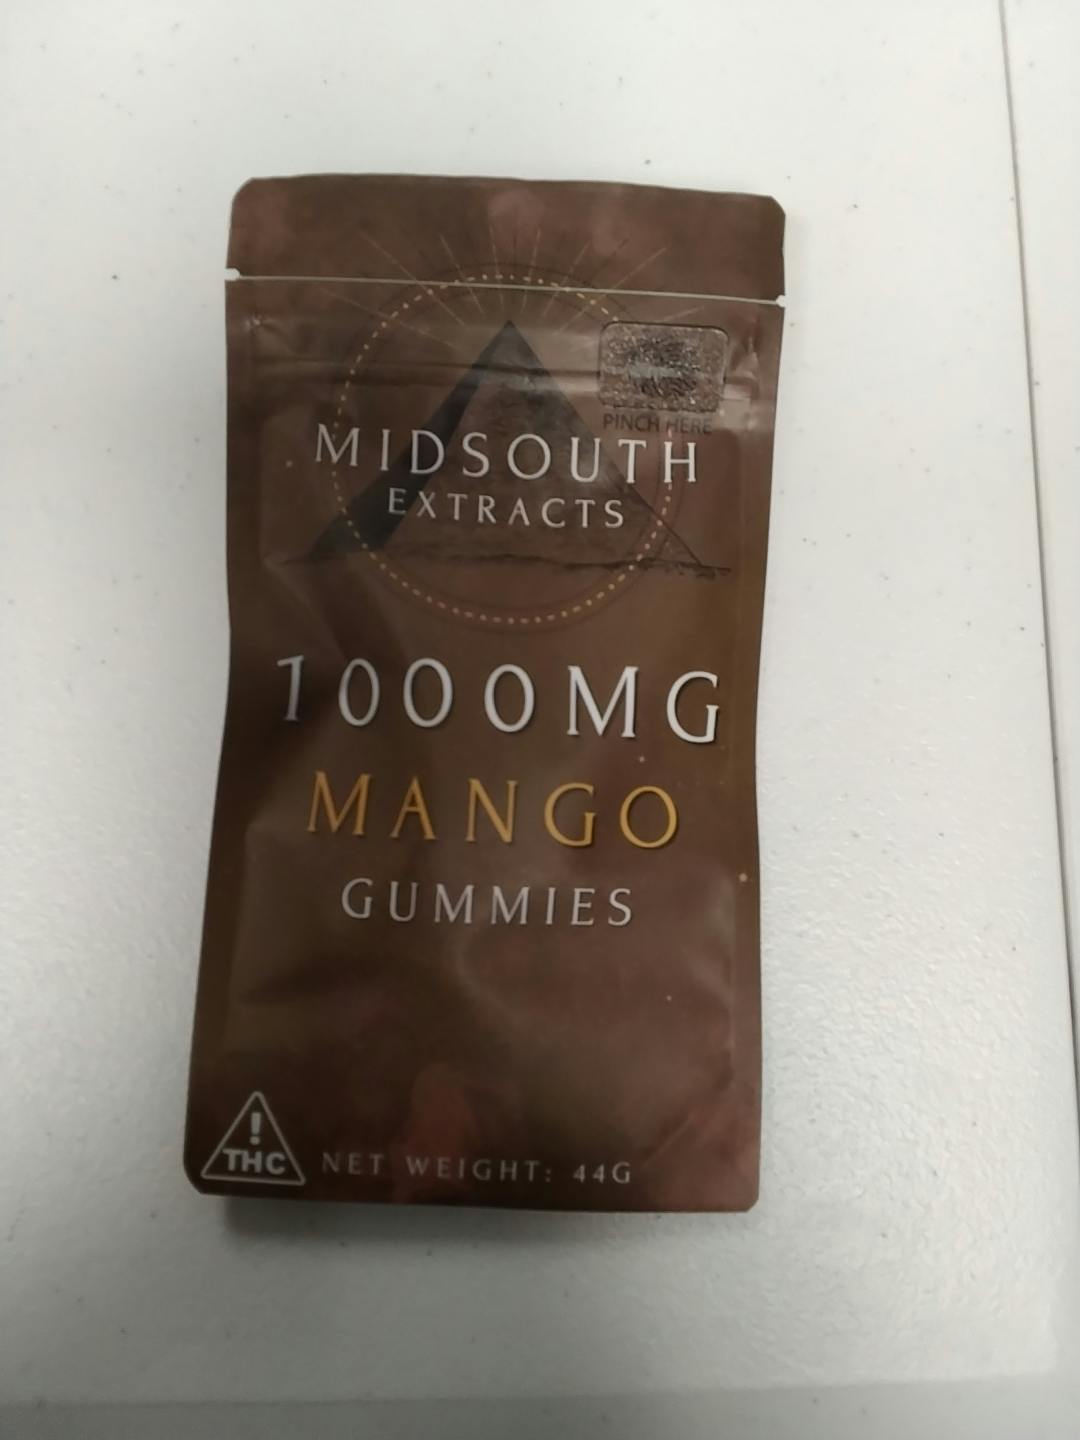 PINCH HERE
MIDSOUTH
EXTRACTS
1000MG
MANGO
GUMMIES
!
THC
NET WEIGHT: 44G